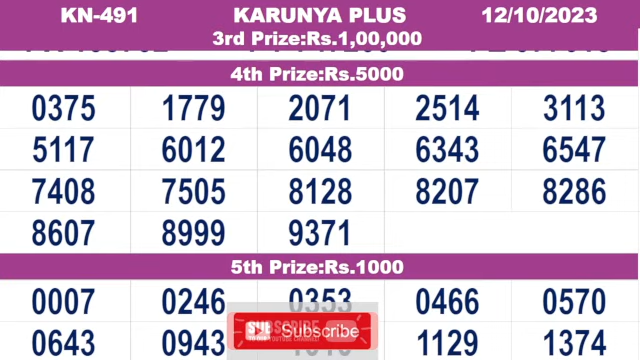 KN-491 KARUNYA PLUS 12/10/2023
3rd Prize:Rs.1,00,000
4th Prize:Rs.5000
0375 1779 2071 2514 3113
5117 6012 6048 6343 6547
7408 7505 8128 8207 8286
8607 8999 9371
5th Prize:Rs.1000
0007 0246 0353 0466 0570
0643 0943 1129 1374
SUBSCRIBE
Subscribe